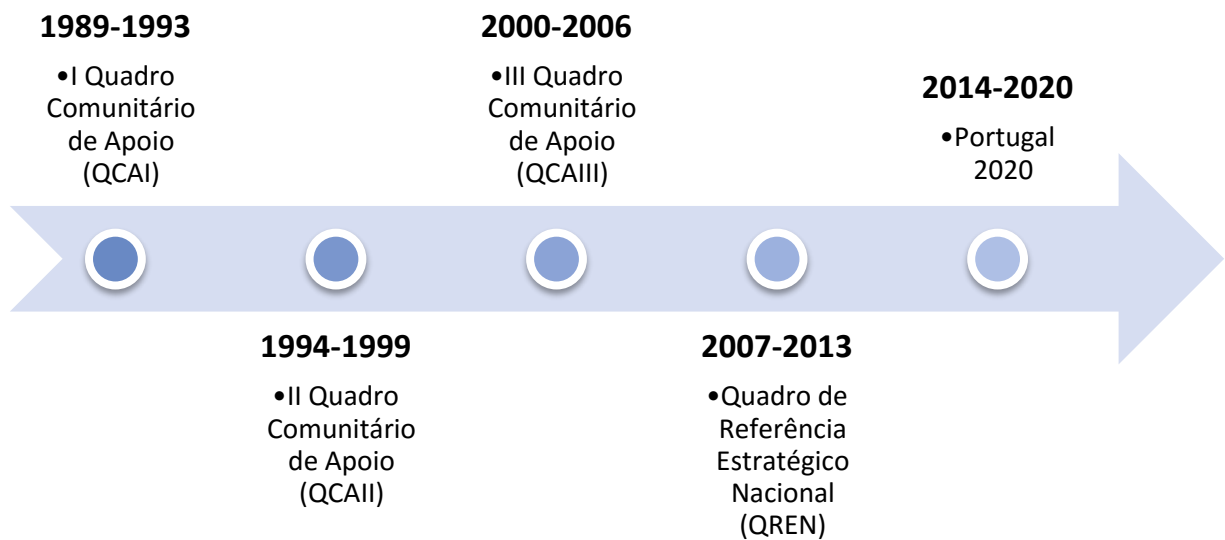 1989-1993
•I Quadro
Comunitário
de Apoio
(QCAI)
1994-1999
•II Quadro
Comunitário
de Apoio
(QCAII)
2000-2006
•III Quadro
Comunitário
de Apoio
(QCAIII)
2007-2013
•Quadro de
Referência
Estratégico
Nacional
(QREN)
2014-2020
•Portugal
2020